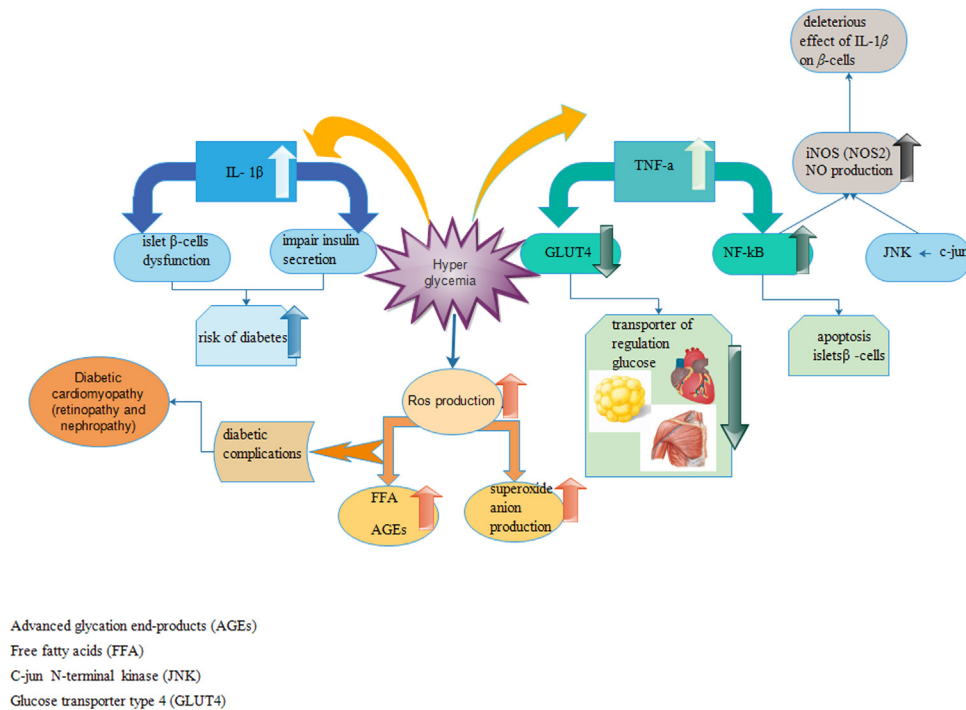 deleterious
effect of IL-1β
on β-cells
iNOS (NOS2)
NO production
IL- 1β
TNF-a
islet β-cells
dysfunction
impair insulin
secretion
Hyper
glycemia
GLUT4
NF-kB
JNK
c-jun
risk of diabetes
transporter of
regulation
glucose
apoptosis
isletsβ -cells
Diabetic
cardiomyopathy
(retinopathy and
nephropathy)
Ros production
diabetic
complications
FFA
AGEs
superoxide
anion
production
Advanced glycation end-products (AGEs)
Free fatty acids (FFA)
C-jun N-terminal kinase (JNK)
Glucose transporter type 4 (GLUT4)